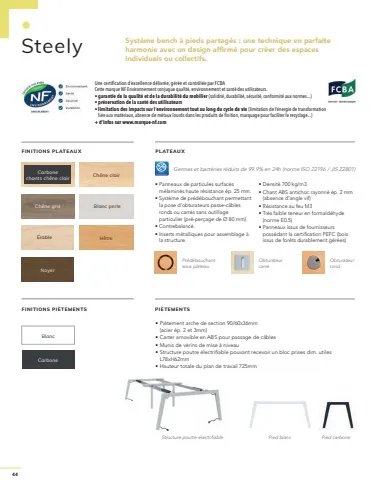 Steely
Système bench à pieds partagés : une technique en parfaite
harmonie avec un design affirmé pour créer des espaces
individuels ou collectifs.
NF
Environnement
Santé
Sécurité
Durabilité
Une certification d'excellence délivrée, gérée et contrôlée par FCBA
Cette marque NF Environnement conjugue qualité, environnement et santé des utilisateurs.
• garantie de la qualité et de la durabilité du mobilier (solidité, durabilité, sécurité, conformité aux normes...)
• préservation de la santé des utilisateurs
• limitation des impacts sur l'environnement tout au long du cycle de vie (limitation de l'énergie de transformation
liée aux matériaux, absence de métaux lourds dans les produits de finition, marquage pour faciliter le recyclage...)
+ d'infos sur www.marque-nf.com
FCBA
FINITIONS PLATEAUX
Carbone
chants chêne clair
Chêne clair
Chêne gris
Blanc perle
Érable
Hêtre
Noyer
PLATEAUX
Germes et bactéries réduits de 99.9% en 24h (norme ISO 22196 / JIS Z2801)
• Panneaux de particules surfacés
mélaminés haute résistance ép. 25 mm.
• Système de prédébouchant permettant
la pose d'obturateurs passe-câbles
ronds ou carrés sans outillage
particulier (pré-perçage de Ø 80 mm).
• Contrebalancé.
• Inserts métalliques pour assemblage à
la structure.
• Densité 700kg/m3
• Chant ABS antichoc rayonné ép. 2 mm
(absence d'angle vif)
• Résistance au feu M3
• Très faible teneur en formaldéhyde
(norme E0.5)
• Panneaux issus de fournisseurs
possédant la certification PEFC (bois
issus de forêts durablement gérées)
Prédébouchant
sous plateau
Obturateur
carré
Obturateur
rond
FINITIONS PIÈTEMENTS
Blanc
Carbone
PIÈTEMENTS
• Piètement arche de section 90/60x36mm
(acier ép. 2 et 3mm)
• Carter amovible en ABS pour passage de câbles
• Munis de vérins de mise à niveau
• Structure poutre électrifiable pouvant recevoir un bloc prises dim. utiles
L78xH62mm
• Hauteur totale du plan de travail 725mm
Structure poutre électrifiable
Pied blanc
Pied carbone
44